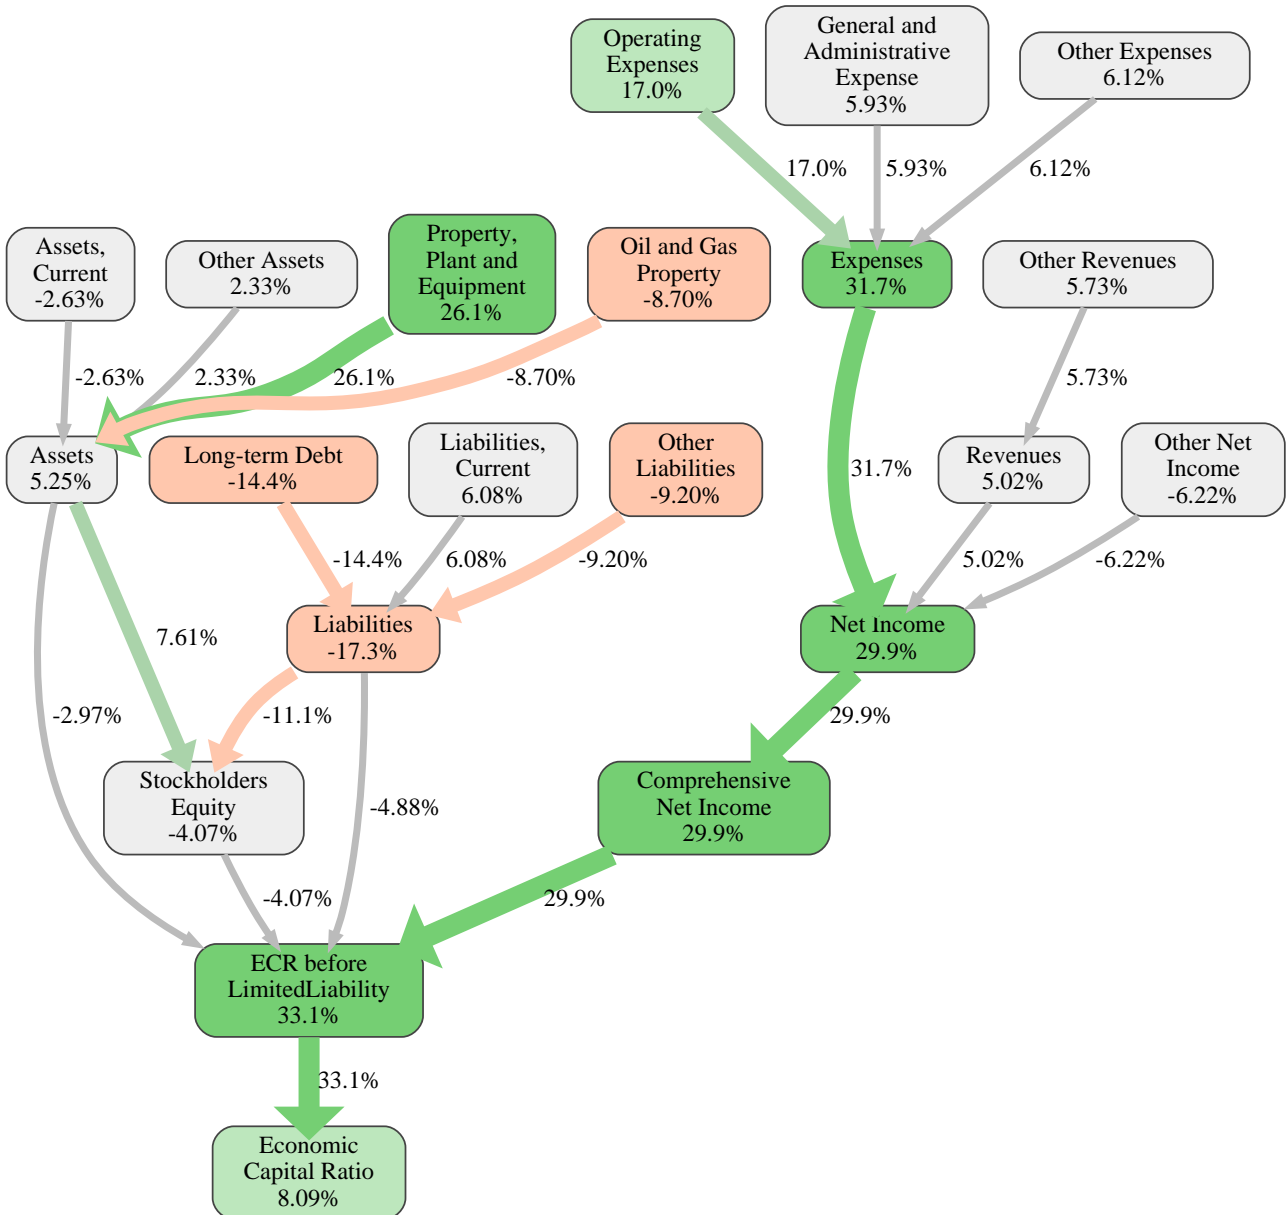 Operating
Expenses
17.0%
General and
Administrative
Expense
5.93%
Other Expenses
6.12%
17.0%
5.93%
6.12%
Assets,
Current
-2.63%
Other Assets
2.33%
Property,
Plant and
Equipment
26.1%
Oil and Gas
Property
-8.70%
Expenses
31.7%
Other Revenues
5.73%
-2.63%
2.33%
26.1%
-8.70%
5.73%
Assets
5.25%
Long-term Debt
-14.4%
Liabilities,
Current
6.08%
Other
Liabilities
-9.20%
31.7%
Revenues
5.02%
Other Net
Income
-6.22%
-14.4%
6.08%
-9.20%
5.02%
-6.22%
7.61%
Liabilities
-17.3%
Net Income
29.9%
-2.97%
-11.1%
29.9%
Stockholders
Equity
-4.07%
-4.88%
Comprehensive
Net Income
29.9%
-4.07%
29.9%
ECR before
LimitedLiability
33.1%
33.1%
Economic
Capital Ratio
8.09%